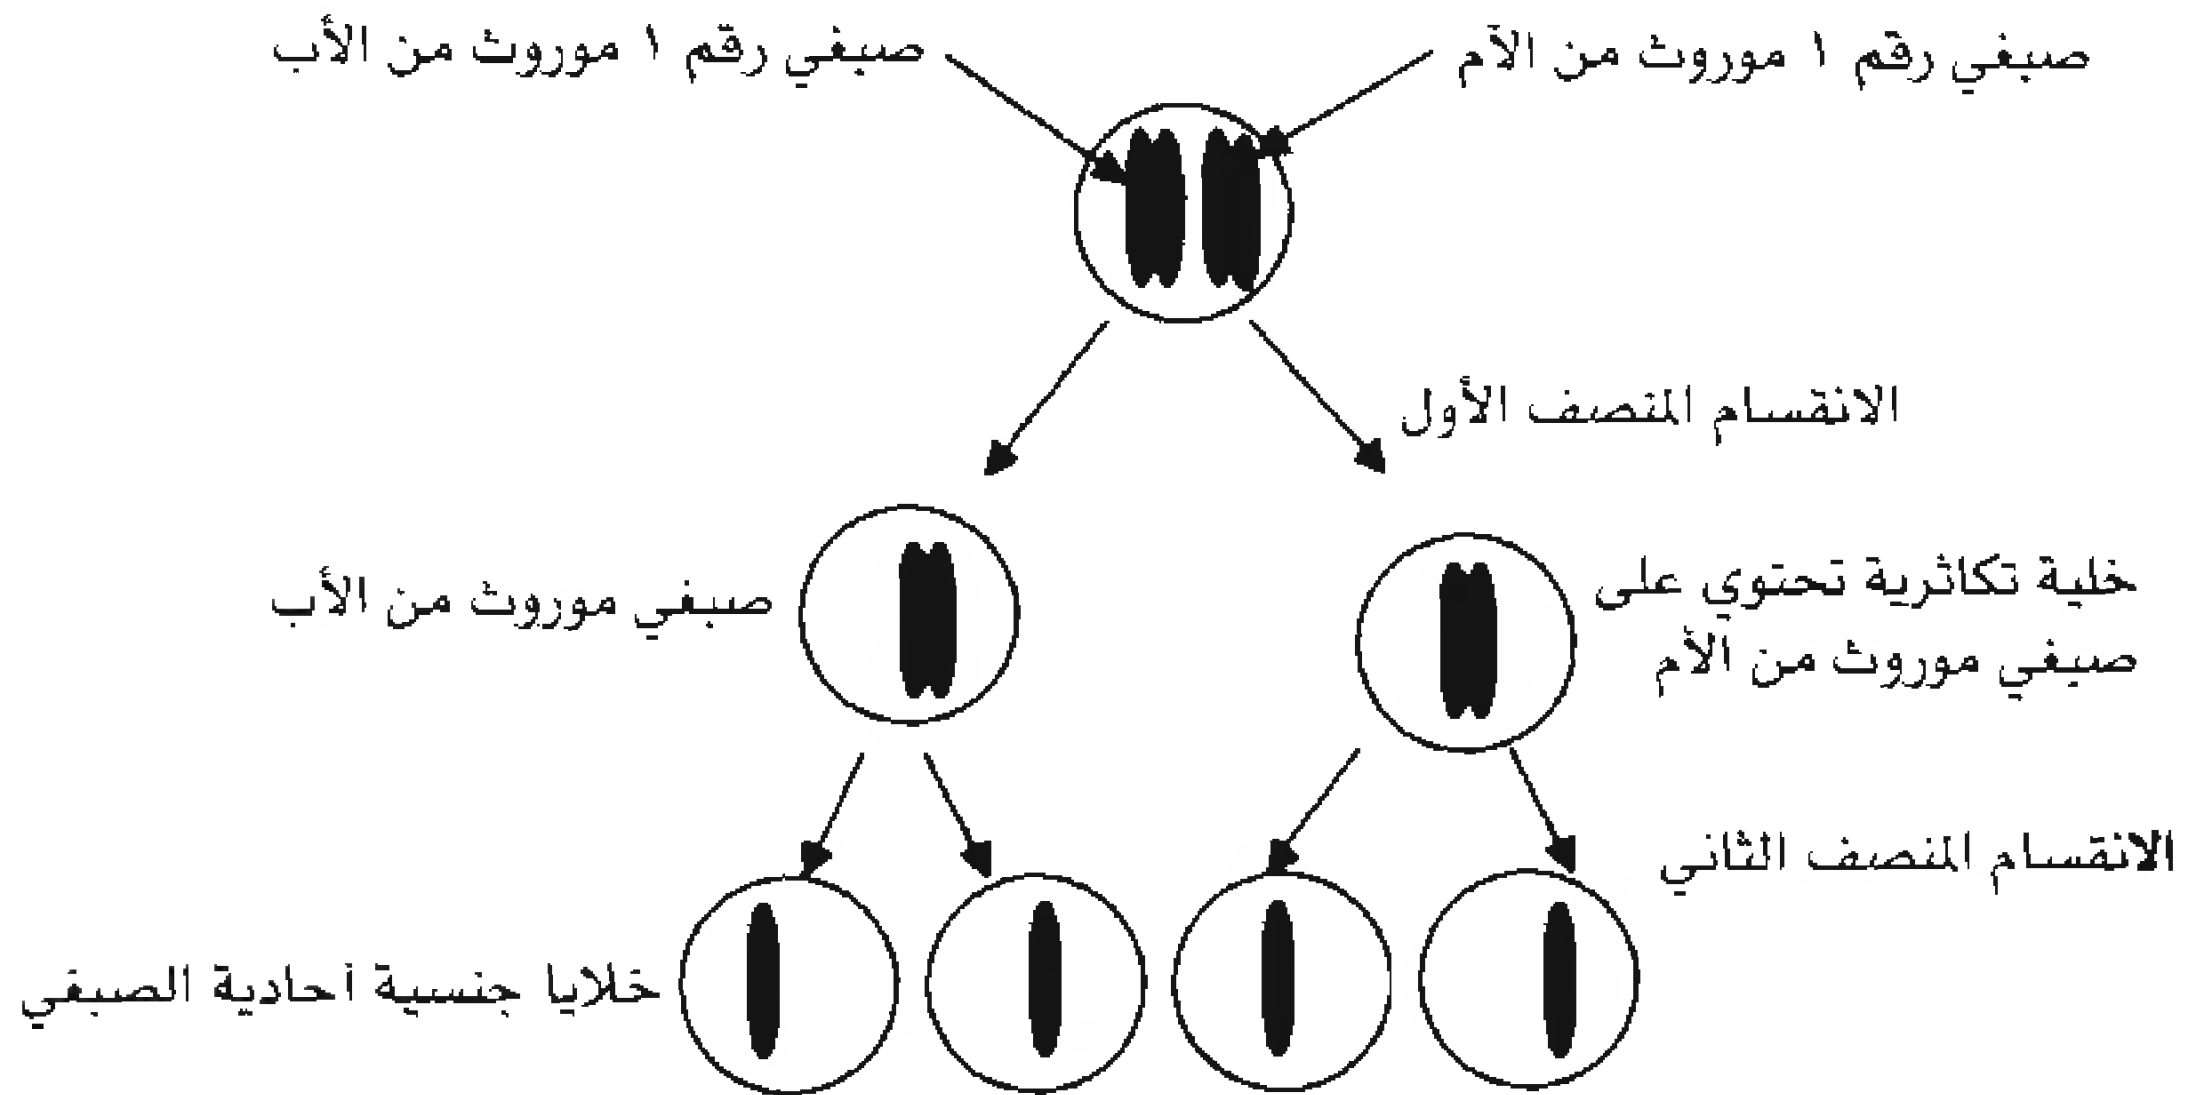 صبغي رقم ١ موروث من الأم
صبغي رقم ١ موروث من الأب
الانقسام المنصف الأول
خلية تكاثرية تحتوي على
صبغي موروث من الأم
صبغي موروث من الأب
الانقسام المنصف الثاني
خلايا جنسية أحادية الصبغي